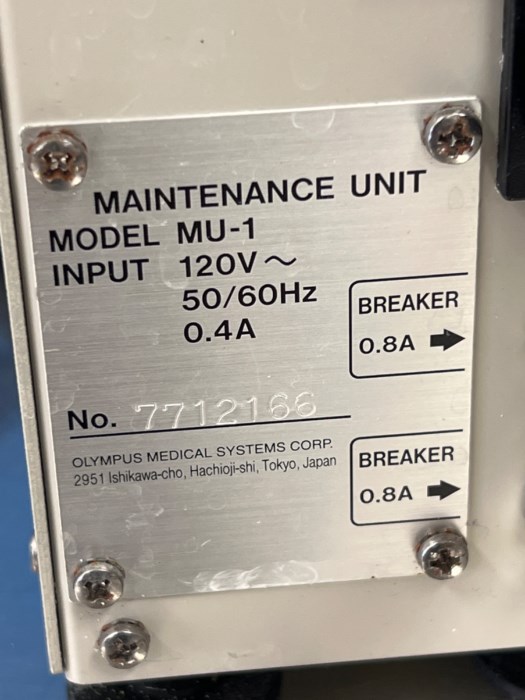 MAINTENANCE UNIT
MODEL MU-1
INPUT 120V～
50/60Hz
0.4A
BREAKER
0.8A ➡
No. 7712166
OLYMPUS MEDICAL SYSTEMS CORP.
2951 Ishikawa-cho, Hachioji-shi, Tokyo, Japan
BREAKER
0.8A ➡